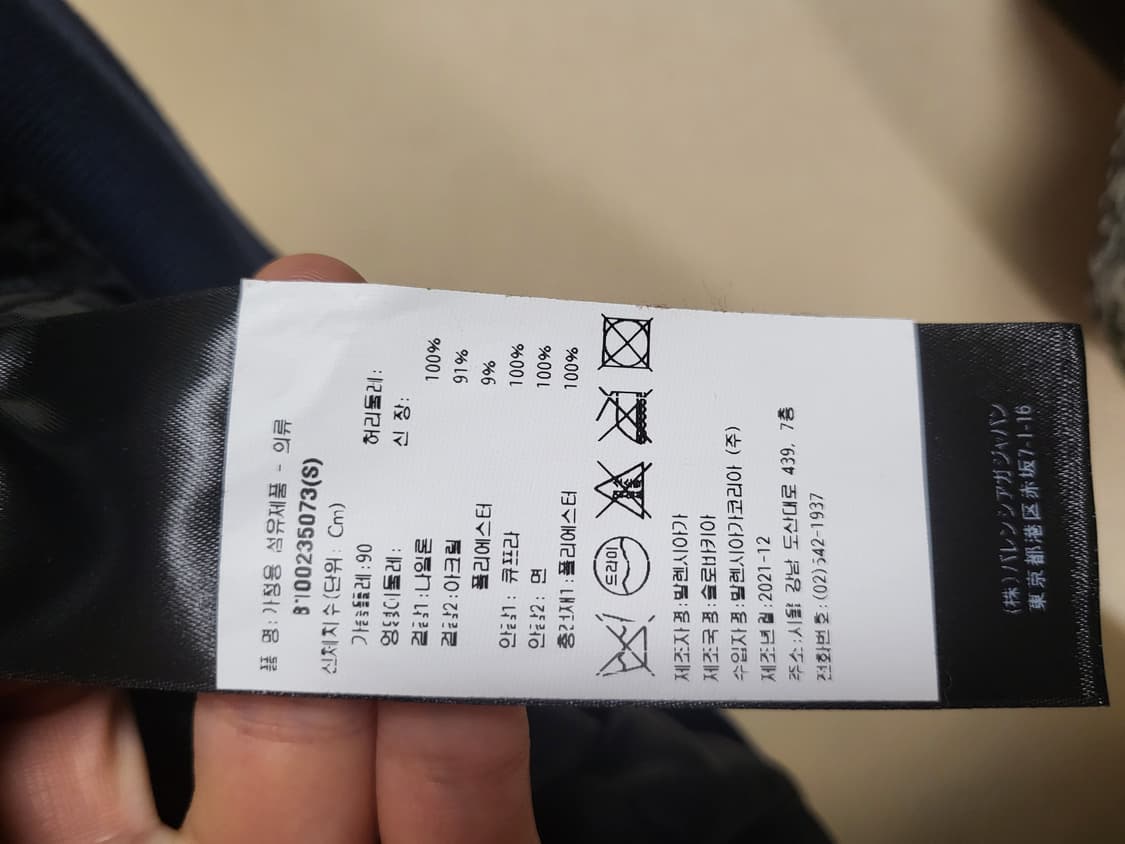 품 명:가정용 섬유제품 - 의류
B*100235073(S)
신체치수(단위: Cm)
가슴둘레:90 허리둘레:
엉덩이둘레: 신 장:
겉감1:나일론 100%
겉감2:아크릴 91%
폴리에스터 9%
안감1: 큐프라 100%
안감2: 면 100%
충전재1:폴리에스터 100%
드라이
제조자명:발렌시아가
제조국명:슬로바키아
수입자명:발렌시아가코리아 (주)
제조년월:2021-12
주소:서울 강남 도산대로 439, 7층
전화번호:(02)542-1937
(株)バレンシアガジャパン
東京都港区赤坂7-1-16